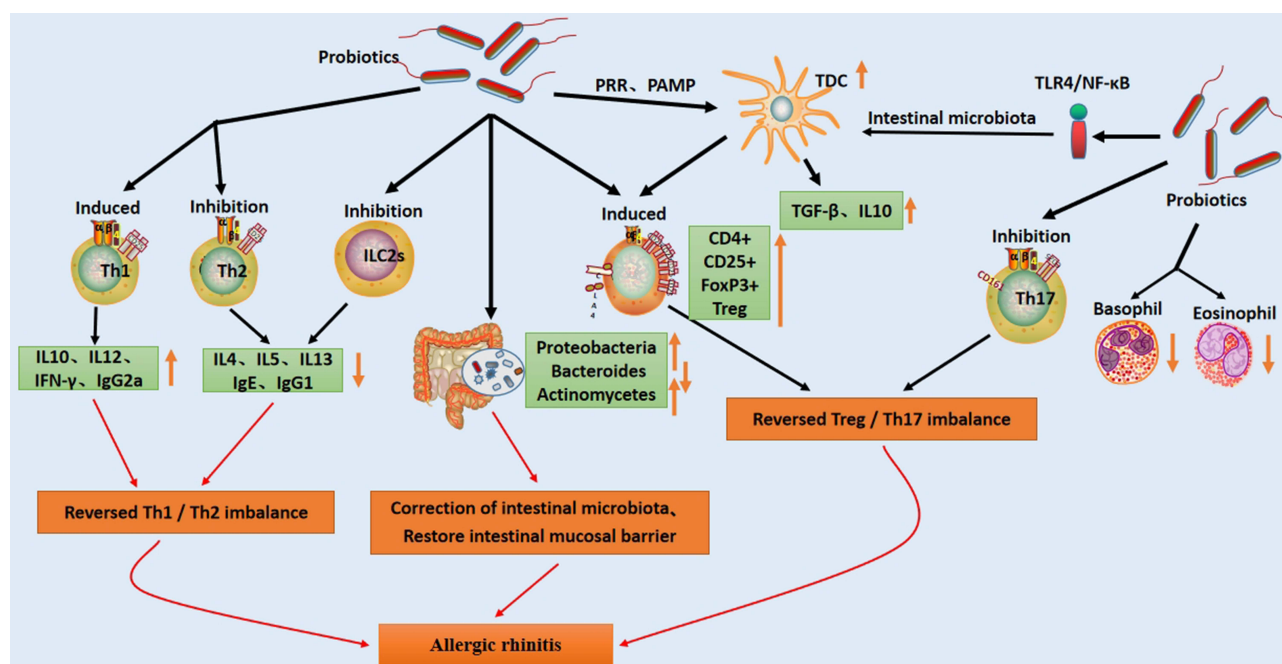 Probiotics
PRR、PAMP
TDC
TLR4/NF-κB
Intestinal microbiota
Probiotics
Induced
Th1
Inhibition
Th2
Inhibition
ILC2s
Induced
TGF-β、IL10
CD4+
CD25+
FoxP3+
Treg
Inhibition
CD161
Th17
Basophil
Eosinophil
IL10、IL12、
IFN-γ、IgG2a
IL4、IL5、IL13
IgE、IgG1
Proteobacteria
Bacteroides
Actinomycetes
Reversed Treg / Th17 imbalance
Reversed Th1 / Th2 imbalance
Correction of intestinal microbiota、
Restore intestinal mucosal barrier
Allergic rhinitis